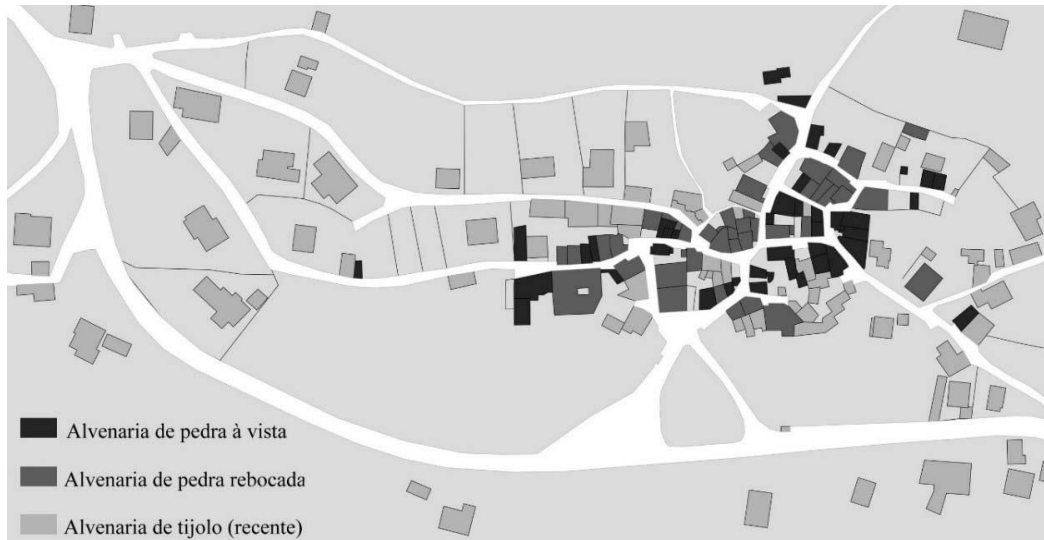 Alvenaria de pedra à vista
Alvenaria de pedra rebocada
Alvenaria de tijolo (recente)